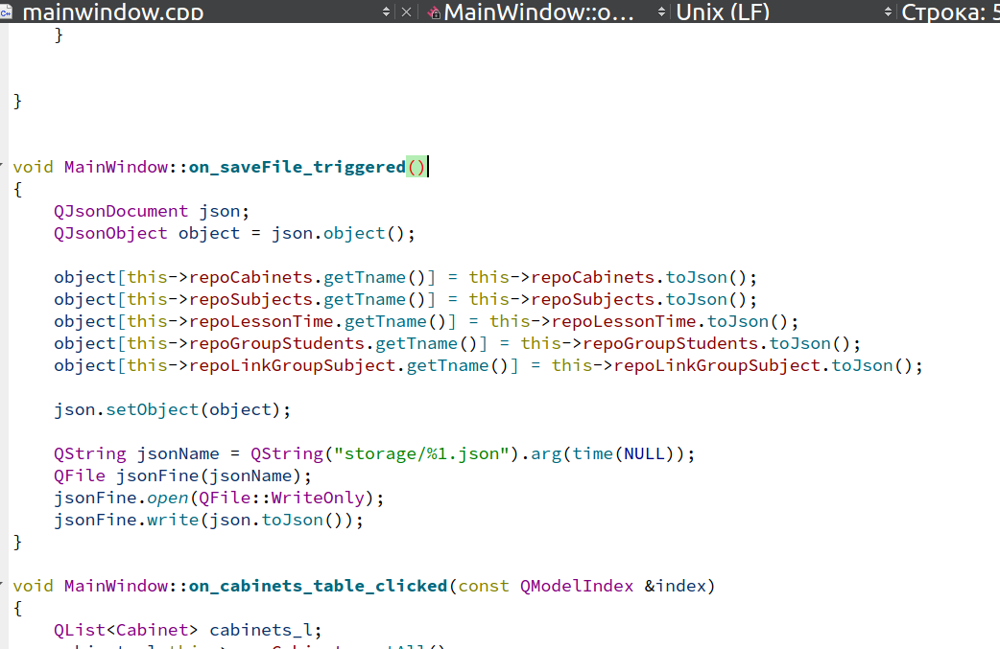 mainwindow.cpp MainWindow::o... Unix (LF) Строка: 5
}
}
void MainWindow::on_saveFile_triggered()
{
QJsonDocument json;
QJsonObject object = json.object();
object[this->repoCabinets.getTname()] = this->repoCabinets.toJson();
object[this->repoSubjects.getTname()] = this->repoSubjects.toJson();
object[this->repoLessonTime.getTname()] = this->repoLessonTime.toJson();
object[this->repoGroupStudents.getTname()] = this->repoGroupStudents.toJson();
object[this->repoLinkGroupSubject.getTname()] = this->repoLinkGroupSubject.toJson();
json.setObject(object);
QString jsonName = QString("storage/%1.json").arg(time(NULL));
QFile jsonFine(jsonName);
jsonFine.open(QFile::WriteOnly);
jsonFine.write(json.toJson());
}
void MainWindow::on_cabinets_table_clicked(const QModelIndex &index)
{
QList<Cabinet> cabinets_l;